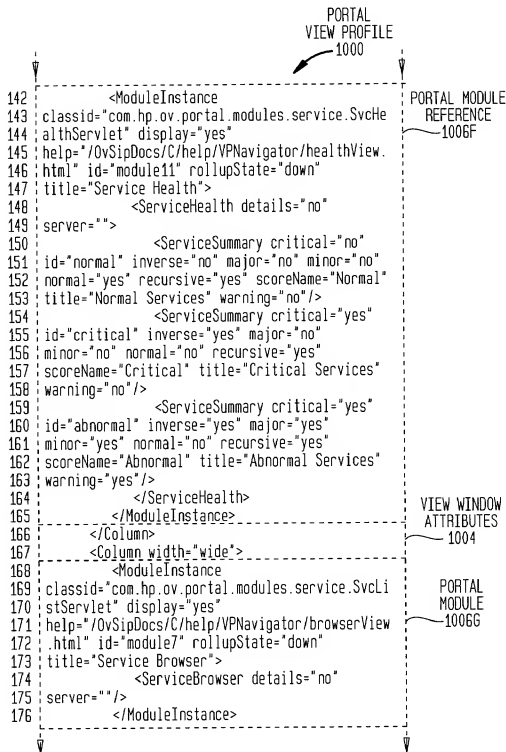 PORTAL
VIEW PROFILE
1000
142 <ModuleInstance
143 classid="com.hp.ov.portal.modules.service.SvcHe
144 althServlet" display="yes"
145 help="/OvSipDocs/C/help/VPNavigator/healthView.
146 html" id="module11" rollupState="down"
147 title="Service Health">
148 <ServiceHealth details="no"
149 server="">
150 <ServiceSummary critical="no"
151 id="normal" inverse="no" major="no" minor="no"
152 normal="yes" recursive="yes" scoreName="Normal"
153 title="Normal Services" warning="no"/>
154 <ServiceSummary critical="yes"
155 id="critical" inverse="yes" major="no"
156 minor="no" normal="no" recursive="yes"
157 scoreName="Critical" title="Critical Services"
158 warning="no"/>
159 <ServiceSummary critical="yes"
160 id="abnormal" inverse="yes" major="yes"
161 minor="yes" normal="no" recursive="yes"
162 scoreName="Abnormal" title="Abnormal Services"
163 warning="yes"/>
164 </ServiceHealth>
165 </ModuleInstance>
166 </Column>
167 <Column width="wide">
168 <ModuleInstance
169 classid="com.hp.ov.portal.modules.service.SvcLi
170 stServlet" display="yes"
171 help="/OvSipDocs/C/help/VPNavigator/browserView
172 .html" id="module7" rollupState="down"
173 title="Service Browser">
174 <ServiceBrowser details="no"
175 server=""/>
176 </ModuleInstance>
PORTAL MODULE
REFERENCE
1006F
VIEW WINDOW
ATTRIBUTES
1004
PORTAL
MODULE
1006G